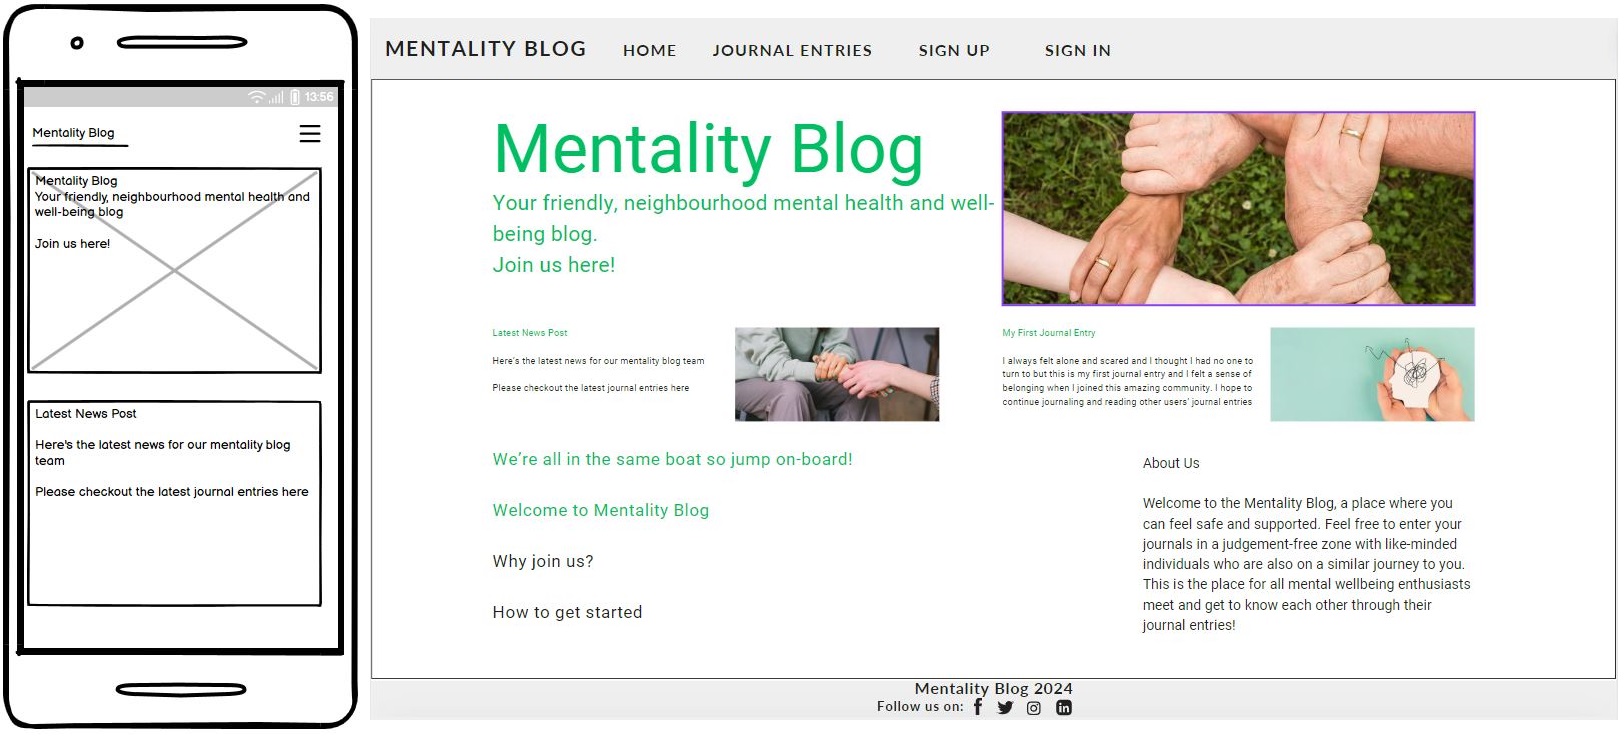 13:56
Mentality Blog
Mentality Blog
Your friendly, neighbourhood mental health and
well-being blog
Join us here!
Latest News Post
Here's the latest news for our mentality blog
team
Please checkout the latest journal entries here
MENTALITY BLOG HOME JOURNAL ENTRIES SIGN UP SIGN IN
Mentality Blog
Your friendly, neighbourhood mental health and well-
being blog.
Join us here!
Latest News Post
Here's the latest news for our mentality blog team
Please checkout the latest journal entries here
My First Journal Entry
I always felt alone and scared and I thought I had no one to
turn to but this is my first journal entry and I felt a sense of
belonging when I joined this amazing community. I hope to
continue journaling and reading other users' journal entries
We're all in the same boat so jump on-board!
Welcome to Mentality Blog
Why join us?
How to get started
About Us
Welcome to the Mentality Blog, a place where you
can feel safe and supported. Feel free to enter your
journals in a judgement-free zone with like-minded
individuals who are also on a similar journey to you.
This is the place for all mental wellbeing enthusiasts
meet and get to know each other through their
journal entries!
Mentality Blog 2024
Follow us on: